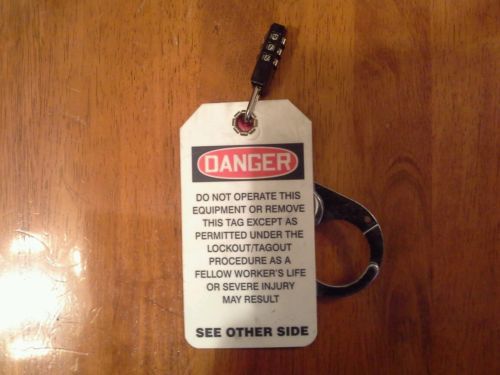 DANGER
DO NOT OPERATE THIS
EQUIPMENT OR REMOVE
THIS TAG EXCEPT AS
PERMITTED UNDER THE
LOCKOUT/TAGOUT
PROCEDURE AS A
FELLOW WORKER'S LIFE
OR SEVERE INJURY
MAY RESULT
SEE OTHER SIDE